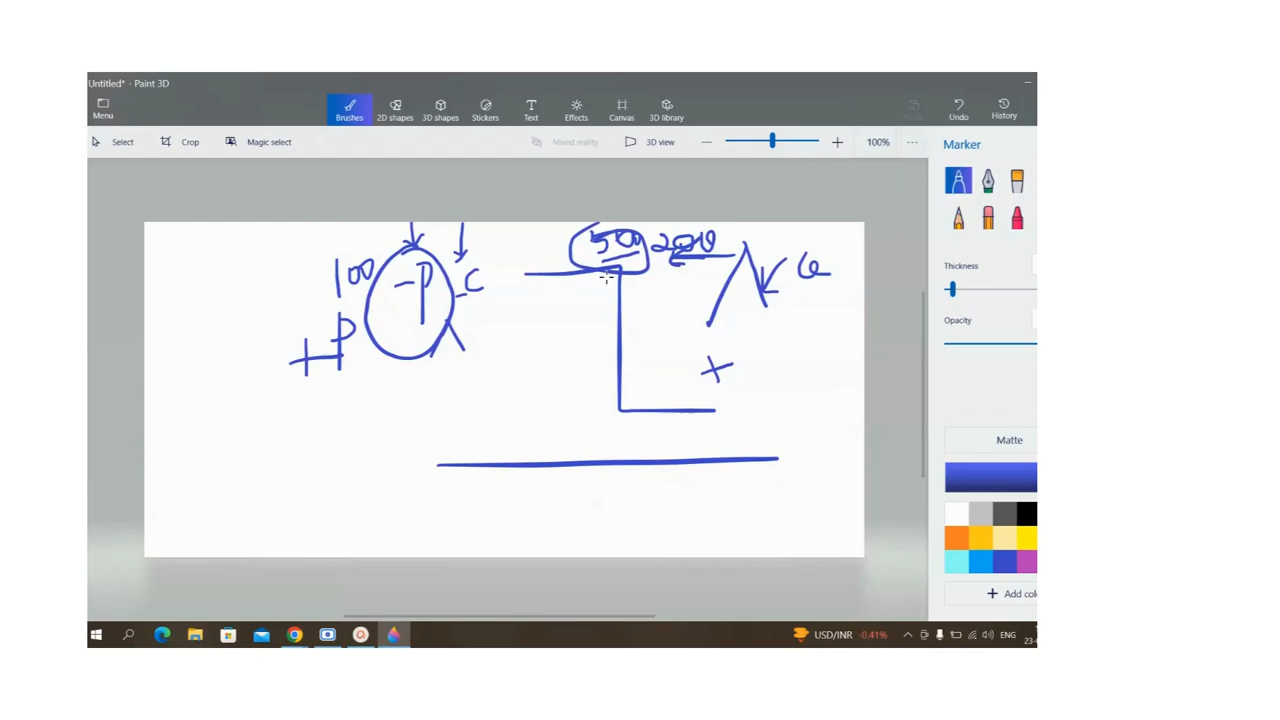 Untitled* - Paint 3D
Menu
Brushes
2D shapes
3D shapes
Stickers
Text
Effects
Canvas
3D library
Undo
History
Select
Crop
Magic select
Mixed reality
3D view
100%
Marker
Thickness
Opacity
Matte
Add col
500
100
-P
-C
+P
USD/INR -0.41%
ENG
23-